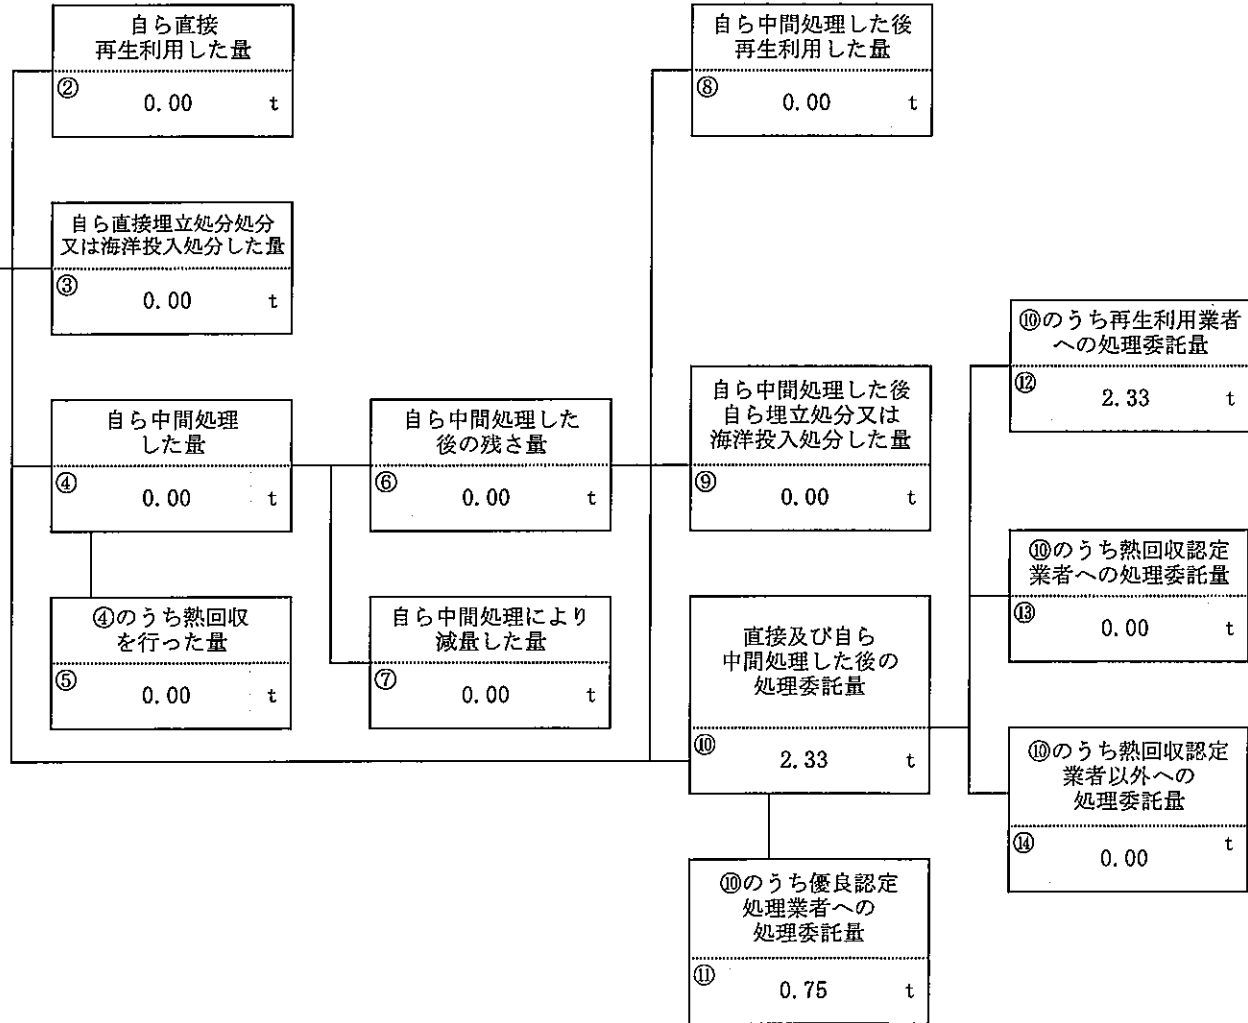 自ら直接
再生利用した量
② 0.00 t
自ら中間処理した後
再生利用した量
⑧ 0.00 t
自ら直接埋立処分処分
又は海洋投入処分した量
③ 0.00 t
自ら中間処理
した量
④ 0.00 t
自ら中間処理した
後の残さ量
⑥ 0.00 t
自ら中間処理した後
自ら埋立処分又は
海洋投入処分した量
⑨ 0.00 t
⑩のうち再生利用業者
への処理委託量
⑫ 2.33 t
④のうち熱回収
を行った量
⑤ 0.00 t
自ら中間処理により
減量した量
⑦ 0.00 t
直接及び自ら
中間処理した後の
処理委託量
⑩ 2.33 t
⑩のうち熱回収認定
業者への処理委託量
⑬ 0.00 t
⑩のうち熱回収認定
業者以外への
処理委託量
⑭ 0.00 t
⑩のうち優良認定
処理業者への
処理委託量
⑪ 0.75 t